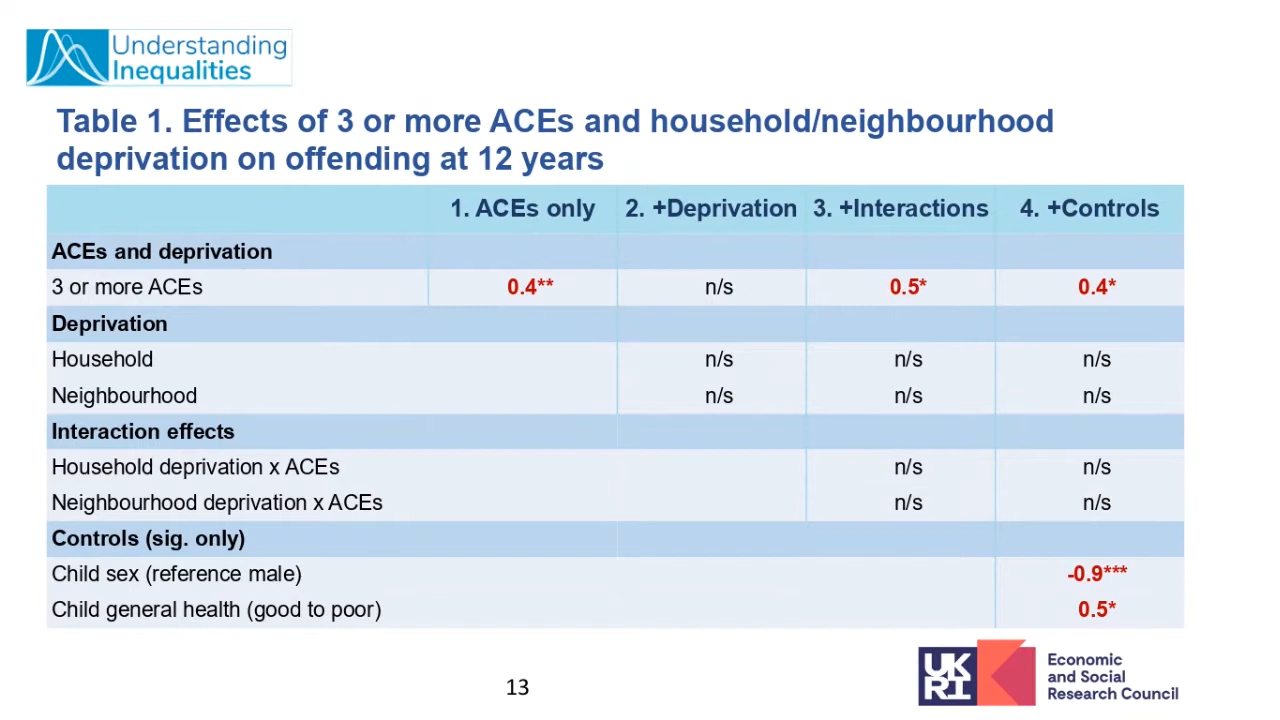 Understanding
Inequalities
Table 1. Effects of 3 or more ACEs and household/neighbourhood
deprivation on offending at 12 years
1. ACEs only 2. +Deprivation 3. +Interactions 4. +Controls
ACEs and deprivation
3 or more ACEs 0.4** n/s 0.5* 0.4*
Deprivation
Household n/s n/s n/s
Neighbourhood n/s n/s n/s
Interaction effects
Household deprivation x ACEs n/s n/s
Neighbourhood deprivation x ACEs n/s n/s
Controls (sig. only)
Child sex (reference male) -0.9***
Child general health (good to poor) 0.5*
13
UK
RI
Economic
and Social
Research Council